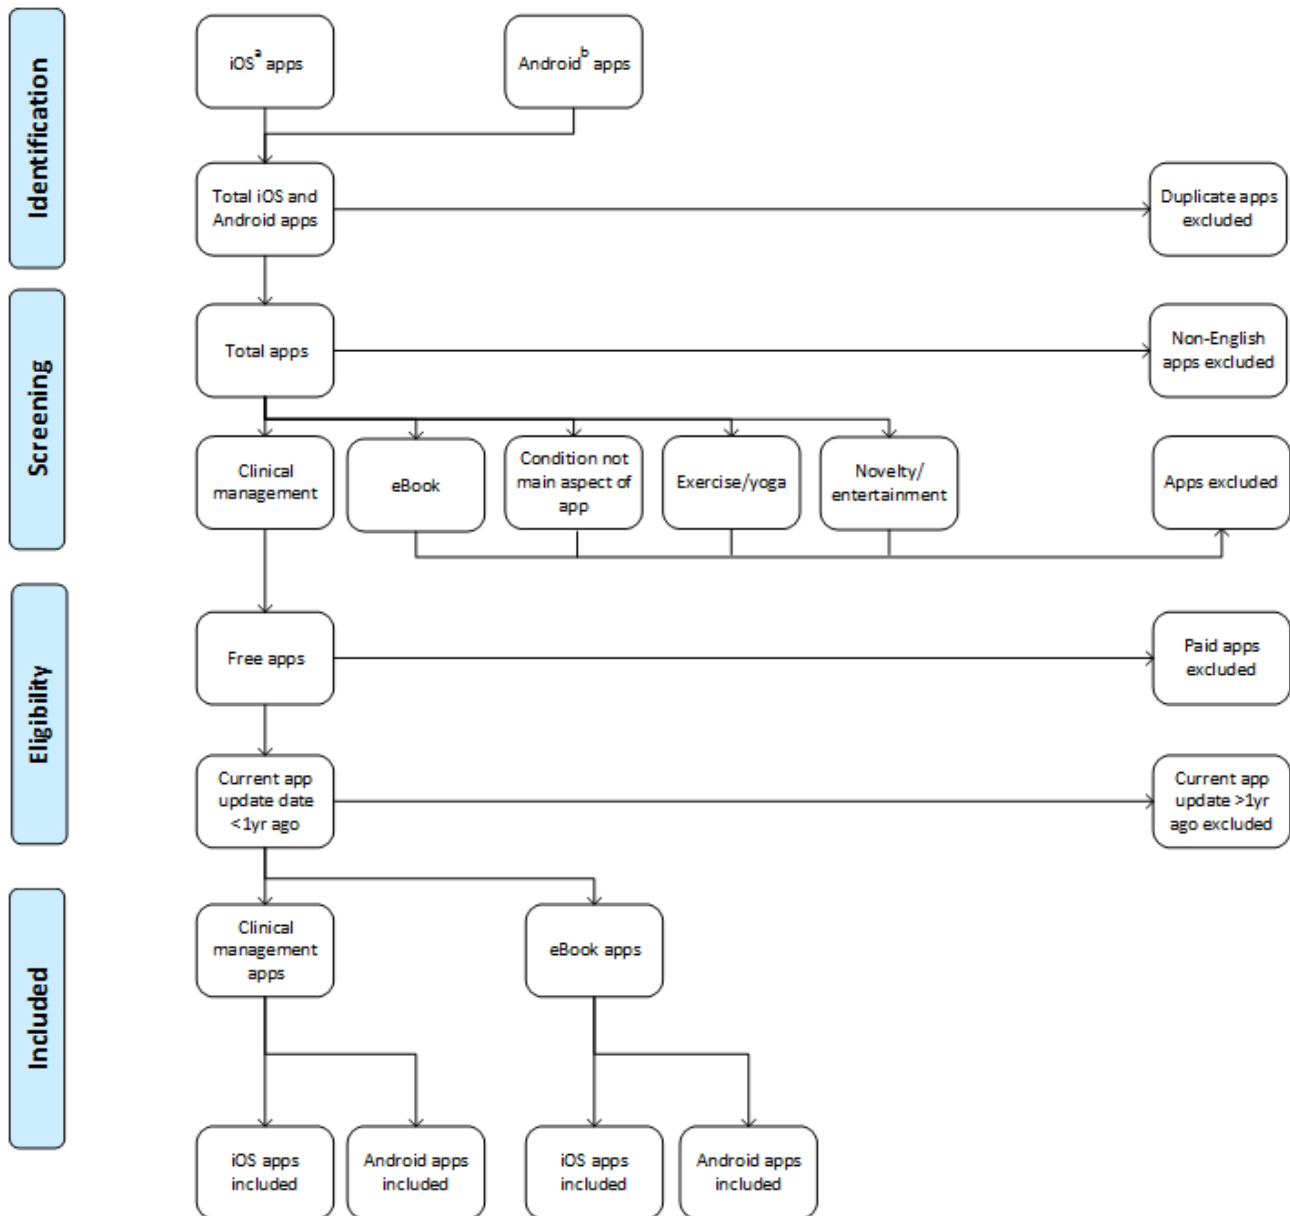 Identification
iOSᵃ apps
Androidᵇ apps
Total iOS and
Android apps
Duplicate apps
excluded
Screening
Total apps
Non-English
apps excluded
Clinical
management
eBook
Condition not
main aspect of
app
Exercise/yoga
Novelty/
entertainment
Apps excluded
Eligibility
Free apps
Paid apps
excluded
Current app
update date
<1yr ago
Current app
update >1yr
ago excluded
Included
Clinical
management
apps
eBook apps
iOS apps
included
Android apps
included
iOS apps
included
Android apps
included